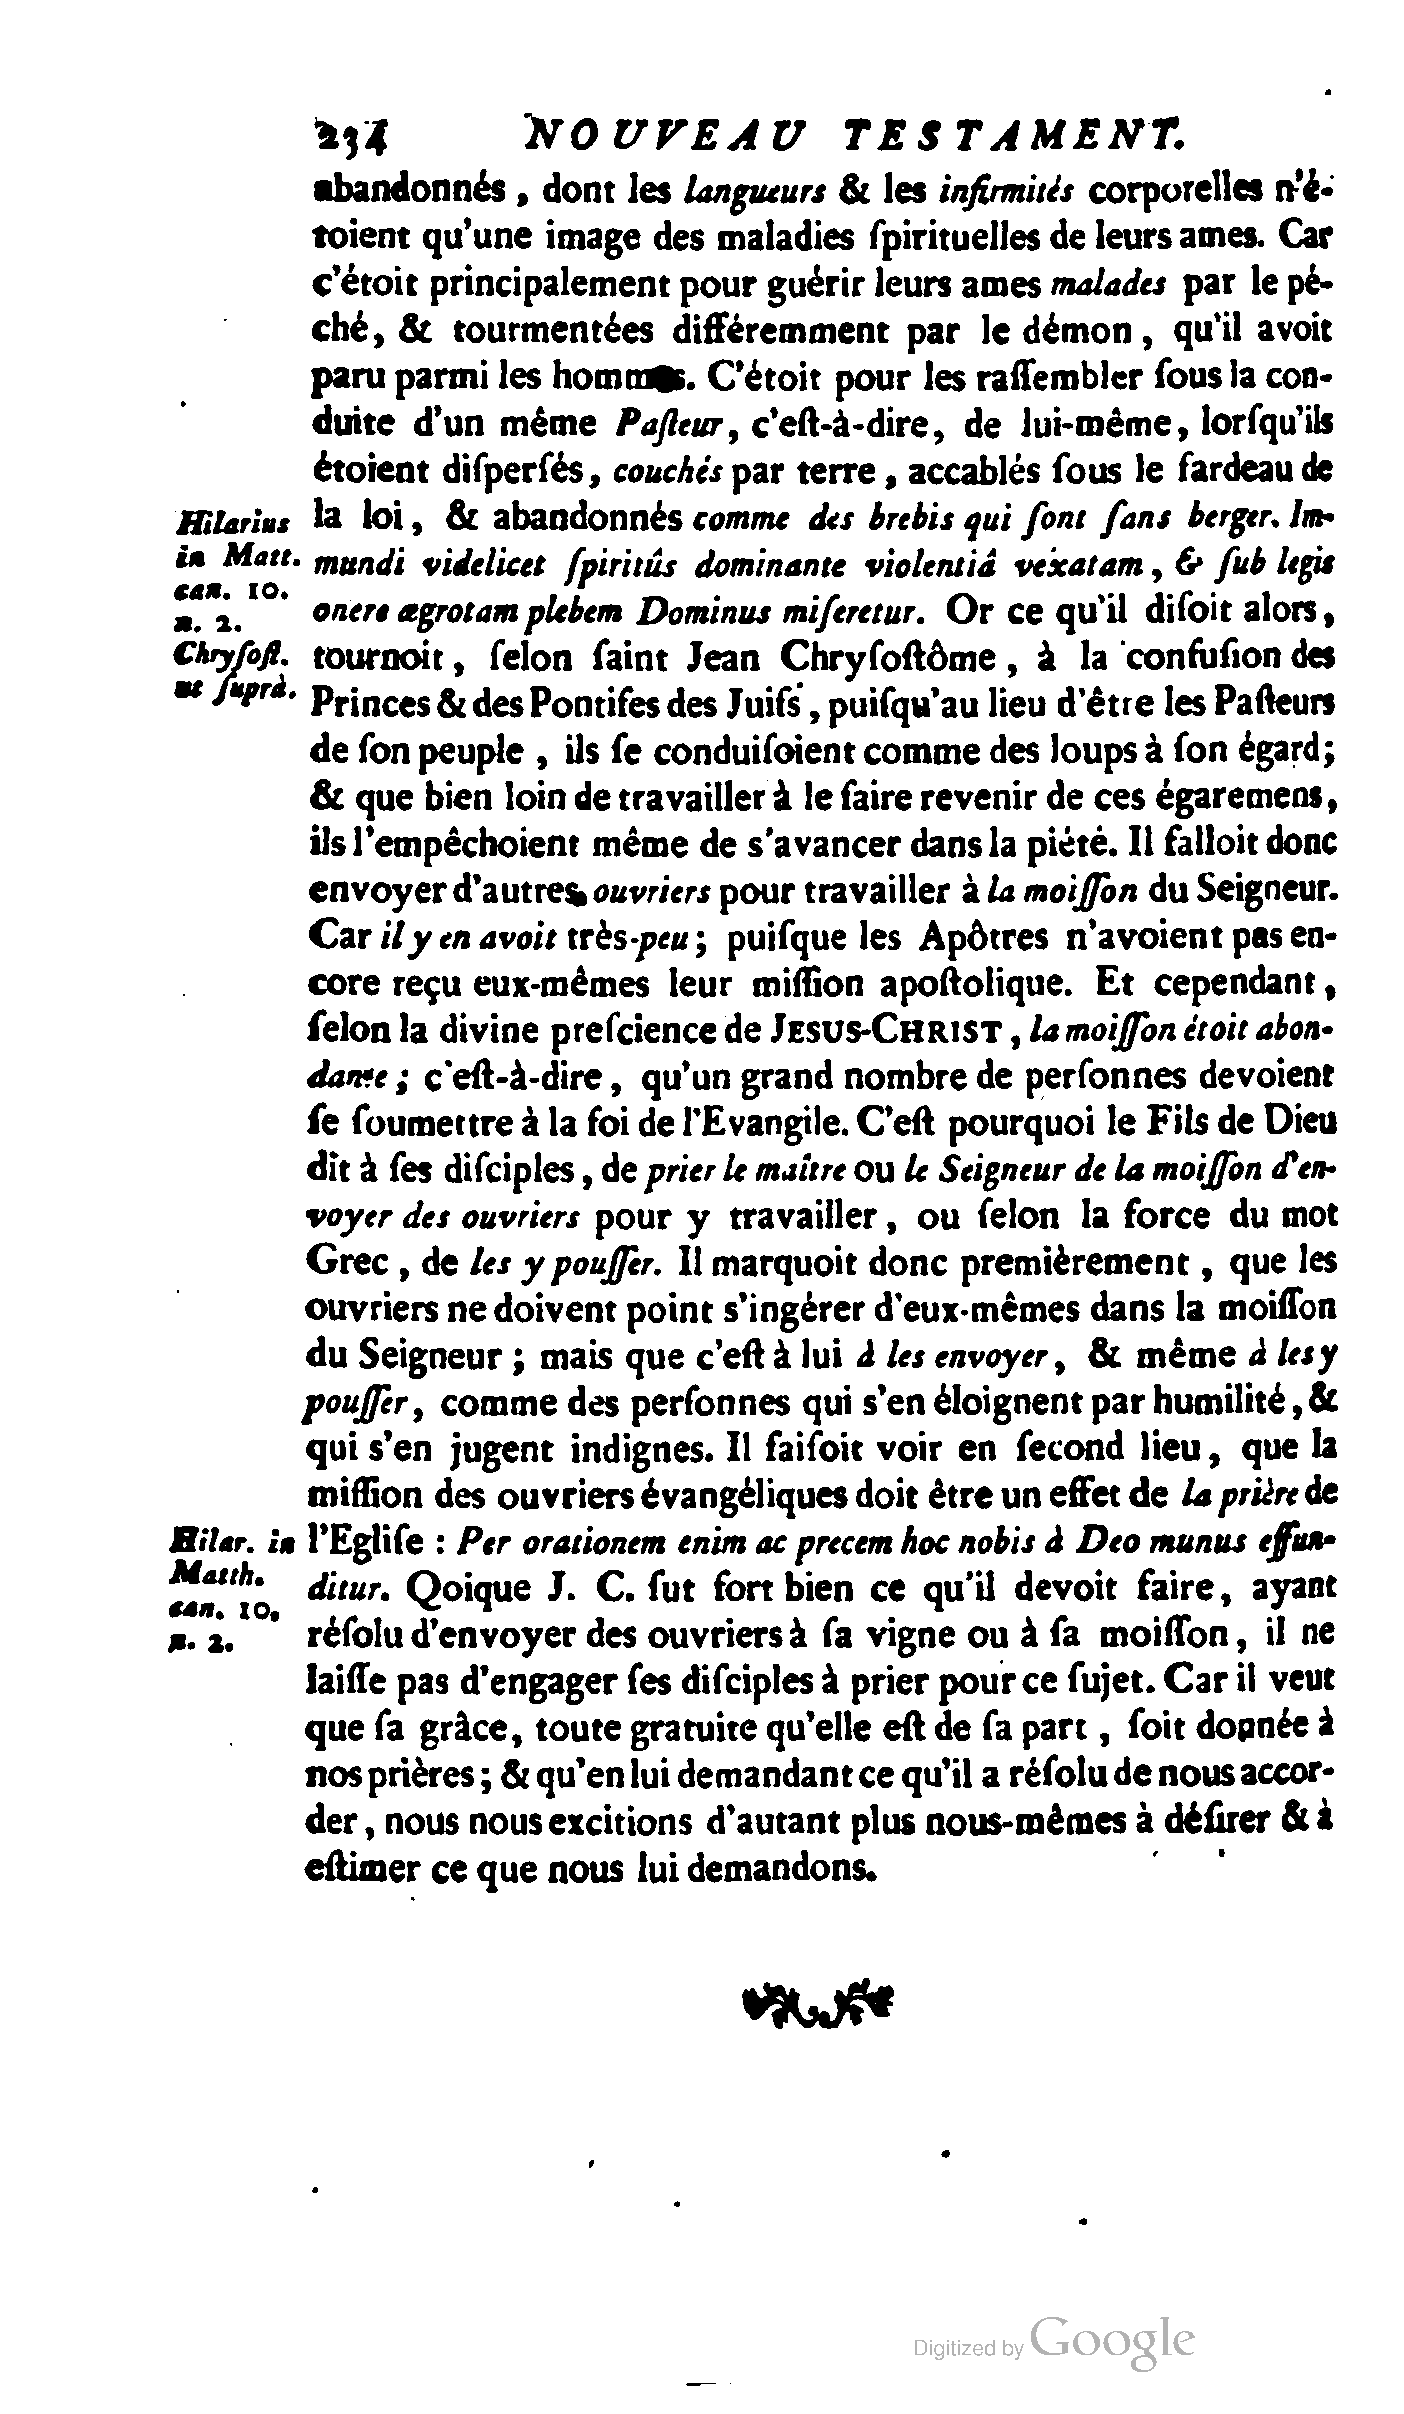 234 NOUVEAU TESTAMENT.
abandonnés, dont les langueurs & les infirmités corporelles n'é-
toient qu'une image des maladies ſpirituelles de leurs ames. Car
c'étoit principalement pour guérir leurs ames malades par le pé-
ché, & tourmentées différemment par le démon, qu'il avoit
paru parmi les hommes. C'étoit pour les raſſembler ſous la con-
duite d'un même Paſteur, c'eſt-à-dire, de lui-même, lorſqu'ils
étoient diſperſés, couchés par terre, accablés ſous le fardeau de
la loi, & abandonnés comme des brebis qui ſont ſans berger. Im-
mundi videlicet ſpiritûs dominante violentiâ vexatam, & ſub legis
onere ægrotam plebem Dominus miſeretur. Or ce qu'il diſoit alors,
tournoit, ſelon ſaint Jean Chryſoſtôme, à la confuſion des
Princes & des Pontifes des Juifs, puiſqu'au lieu d'être les Paſteurs
de ſon peuple, ils ſe conduiſoient comme des loups à ſon égard;
& que bien loin de travailler à le faire revenir de ces égaremens,
ils l'empêchoient même de s'avancer dans la piété. Il falloit donc
envoyer d'autres ouvriers pour travailler à la moiſſon du Seigneur.
Car il y en avoit très-peu; puiſque les Apôtres n'avoient pas en-
core reçu eux-mêmes leur miſſion apoſtolique. Et cependant,
ſelon la divine preſcience de JESUS-CHRIST, la moiſſon étoit abon-
dante; c'eſt-à-dire, qu'un grand nombre de perſonnes devoient
ſe ſoumettre à la foi de l'Evangile. C'eſt pourquoi le Fils de Dieu
dit à ſes diſciples, de prier le maître ou le Seigneur de la moiſſon d'en-
voyer des ouvriers pour y travailler, ou ſelon la force du mot
Grec, de les y pouſſer. Il marquoit donc premièrement, que les
ouvriers ne doivent point s'ingérer d'eux-mêmes dans la moiſſon
du Seigneur; mais que c'eſt à lui à les envoyer, & même à les y
pouſſer, comme des perſonnes qui s'en éloignent par humilité, &
qui s'en jugent indignes. Il faiſoit voir en ſecond lieu, que la
miſſion des ouvriers évangéliques doit être un effet de la prière de
l'Egliſe : Per orationem enim ac precem hoc nobis à Deo munus effun-
ditur. Qoique J. C. ſut fort bien ce qu'il devoit faire, ayant
réſolu d'envoyer des ouvriers à ſa vigne ou à ſa moiſſon, il ne
laiſſe pas d'engager ſes diſciples à prier pour ce ſujet. Car il veut
que ſa grâce, toute gratuite qu'elle eſt de ſa part, ſoit donnée à
nos prières; & qu'en lui demandant ce qu'il a réſolu de nous accor-
der, nous nous excitions d'autant plus nous-mêmes à déſirer & à
eſtimer ce que nous lui demandons.
Hilarius
in Matt.
can. 10.
n. 2.
Chryſoſt.
ut ſuprà.
Hilar. in
Matth.
can. 10.
n. 2.
Digitized by Google